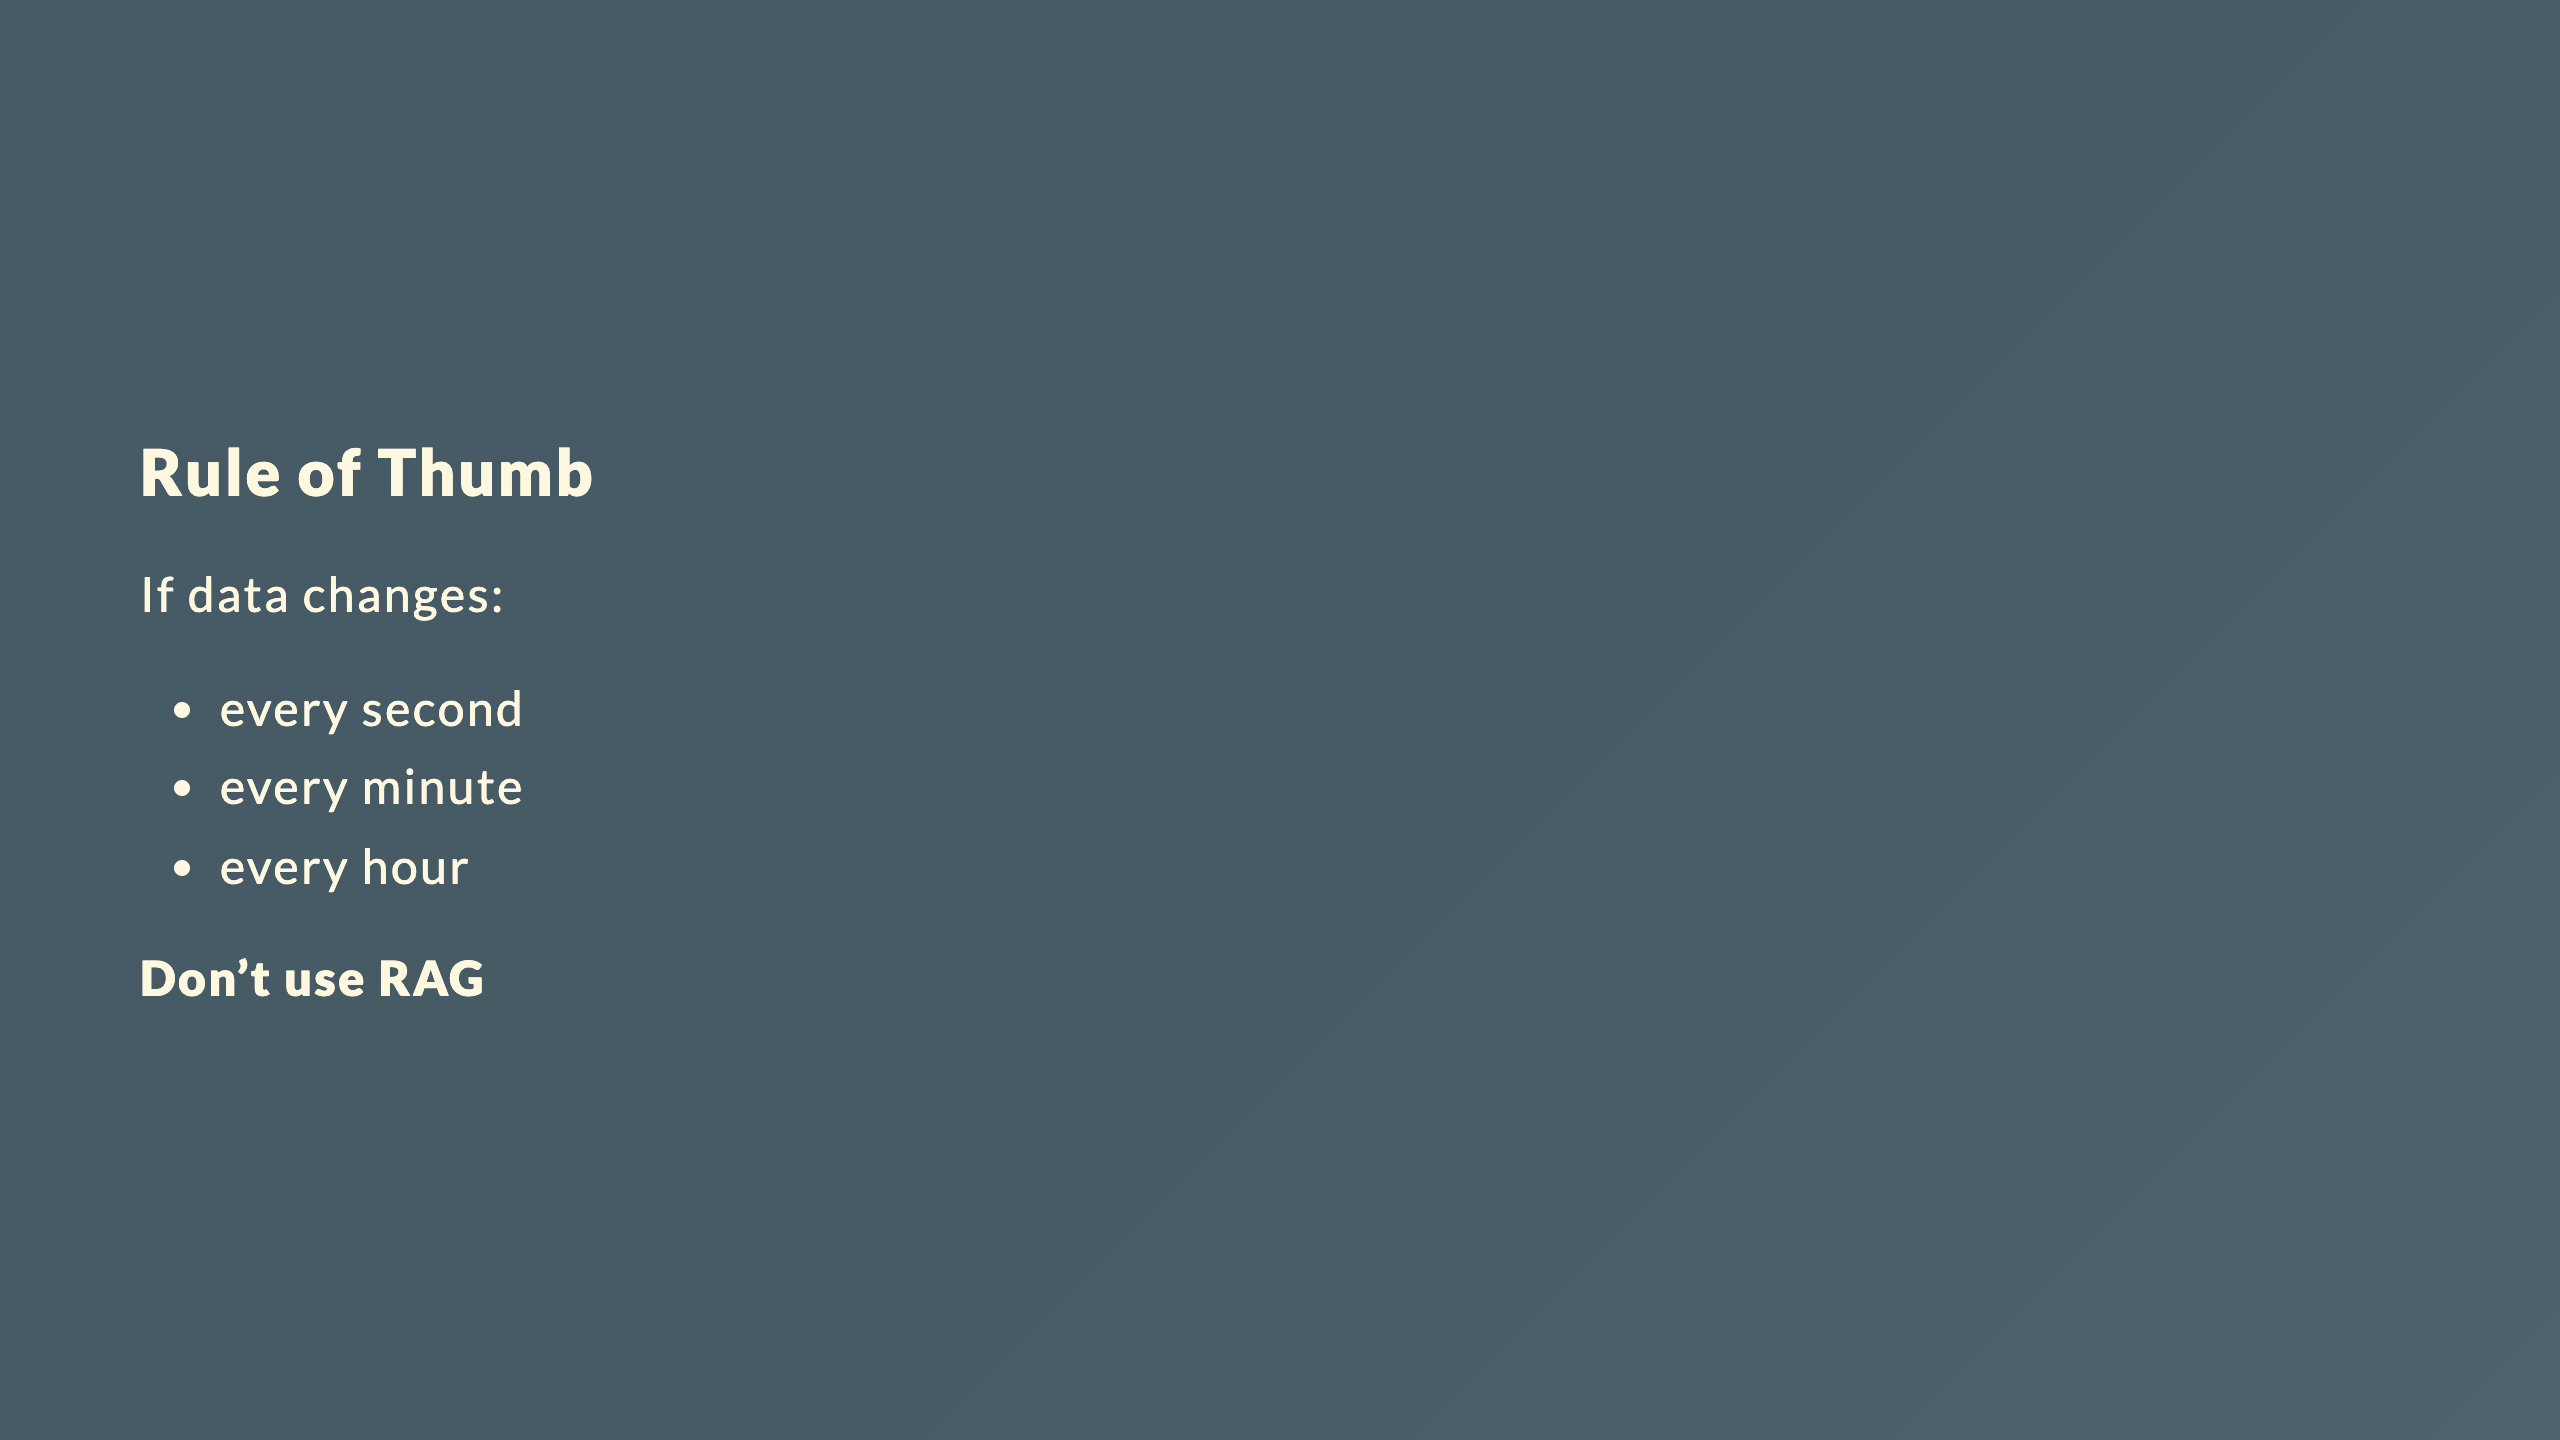 Rule of Thumb
If data changes:
• every second
• every minute
• every hour
Don’t use RAG